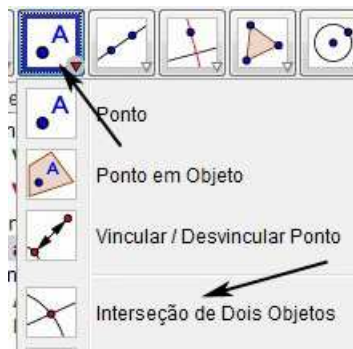 A
A
Ponto
A
Ponto em Objeto
Vincular / Desvincular Ponto
Interseção de Dois Objetos